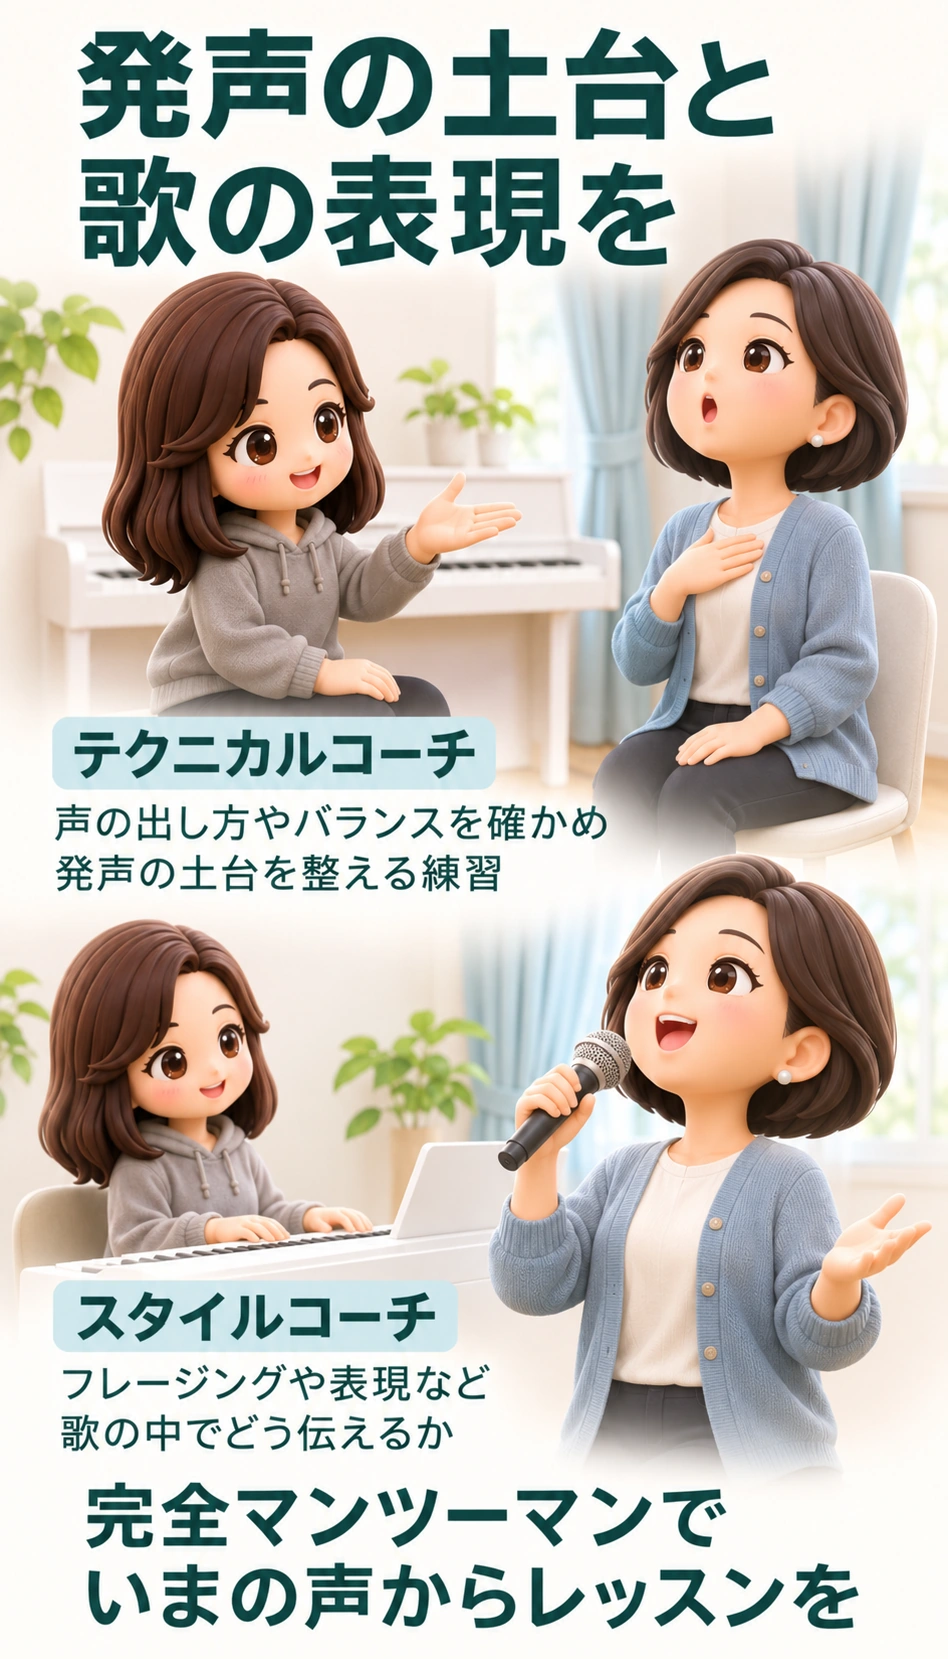 発声の土台と
歌の表現を
テクニカルコーチ
声の出し方やバランスを確かめ
発声の土台を整える練習
スタイルコーチ
フレージングや表現など
歌の中でどう伝えるか
完全マンツーマンで
いまの声からレッスンを